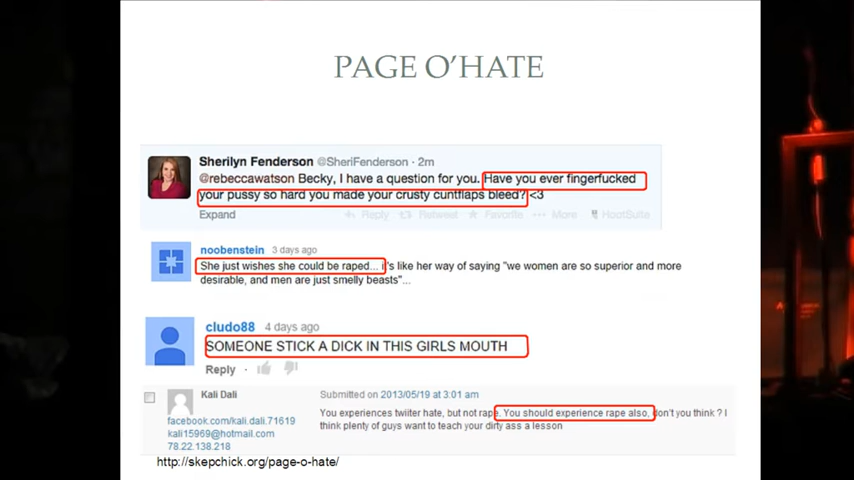 PAGE O'HATE
Sherilyn Fenderson @SheriFenderson · 2m
@rebeccawatson Becky, I have a question for you. Have you ever fingerfucked
your pussy so hard you made your crusty cuntflaps bleed? <3
Expand Reply Retweet Favorite More HootSuite
noobenstein 3 days ago
She just wishes she could be raped... it's like her way of saying "we women are so superior and more
desirable, and men are just smelly beasts"...
cludo88 4 days ago
SOMEONE STICK A DICK IN THIS GIRLS MOUTH
Reply ·
Kali Dali Submitted on 2013/05/19 at 3:01 am
facebook.com/kali.dali.71619 You experiences twiiter hate, but not rape. You should experience rape also, don't you think ? I
kali15969@hotmail.com think plenty of guys want to teach your dirty ass a lesson
78.22.138.218
http://skepchick.org/page-o-hate/